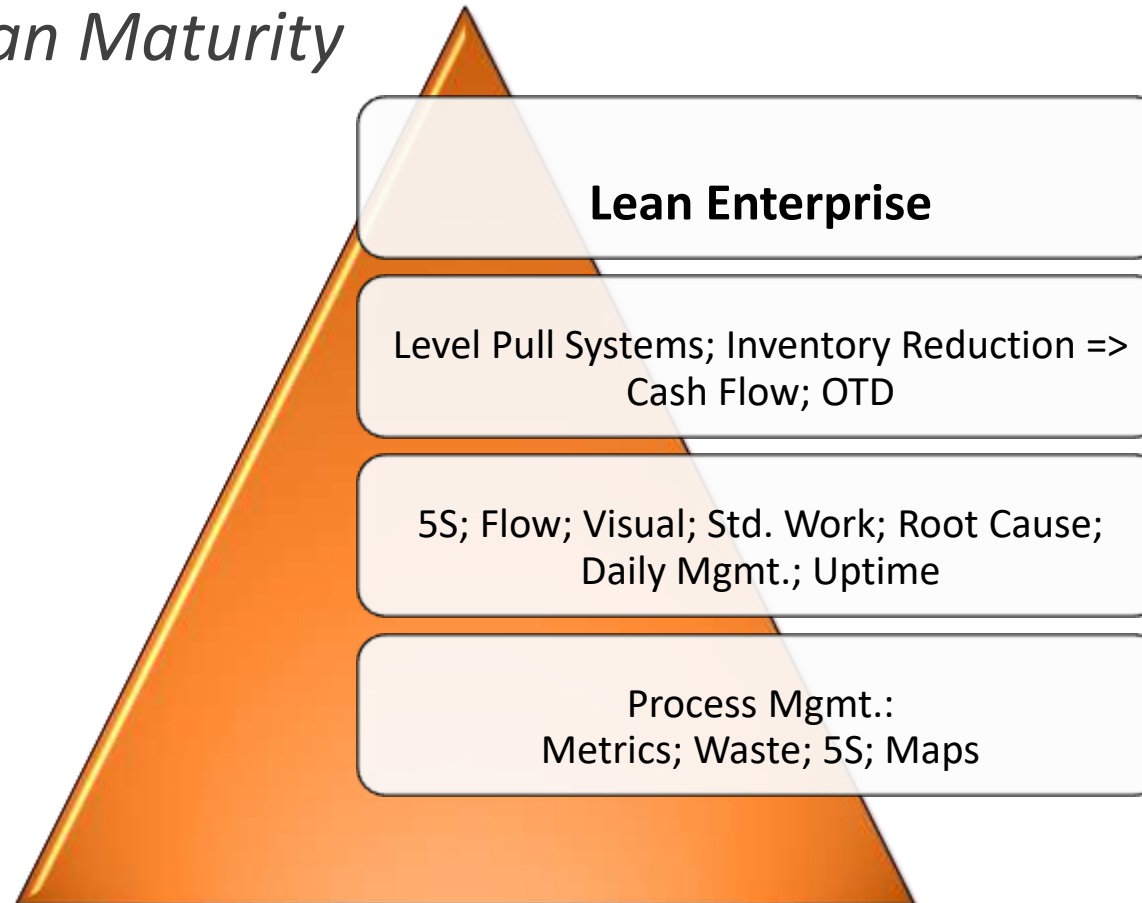 an Maturity
Lean Enterprise
Level Pull Systems; Inventory Reduction =>
Cash Flow; OTD
5S; Flow; Visual; Std. Work; Root Cause;
Daily Mgmt.; Uptime
Process Mgmt.:
Metrics; Waste; 5S; Maps